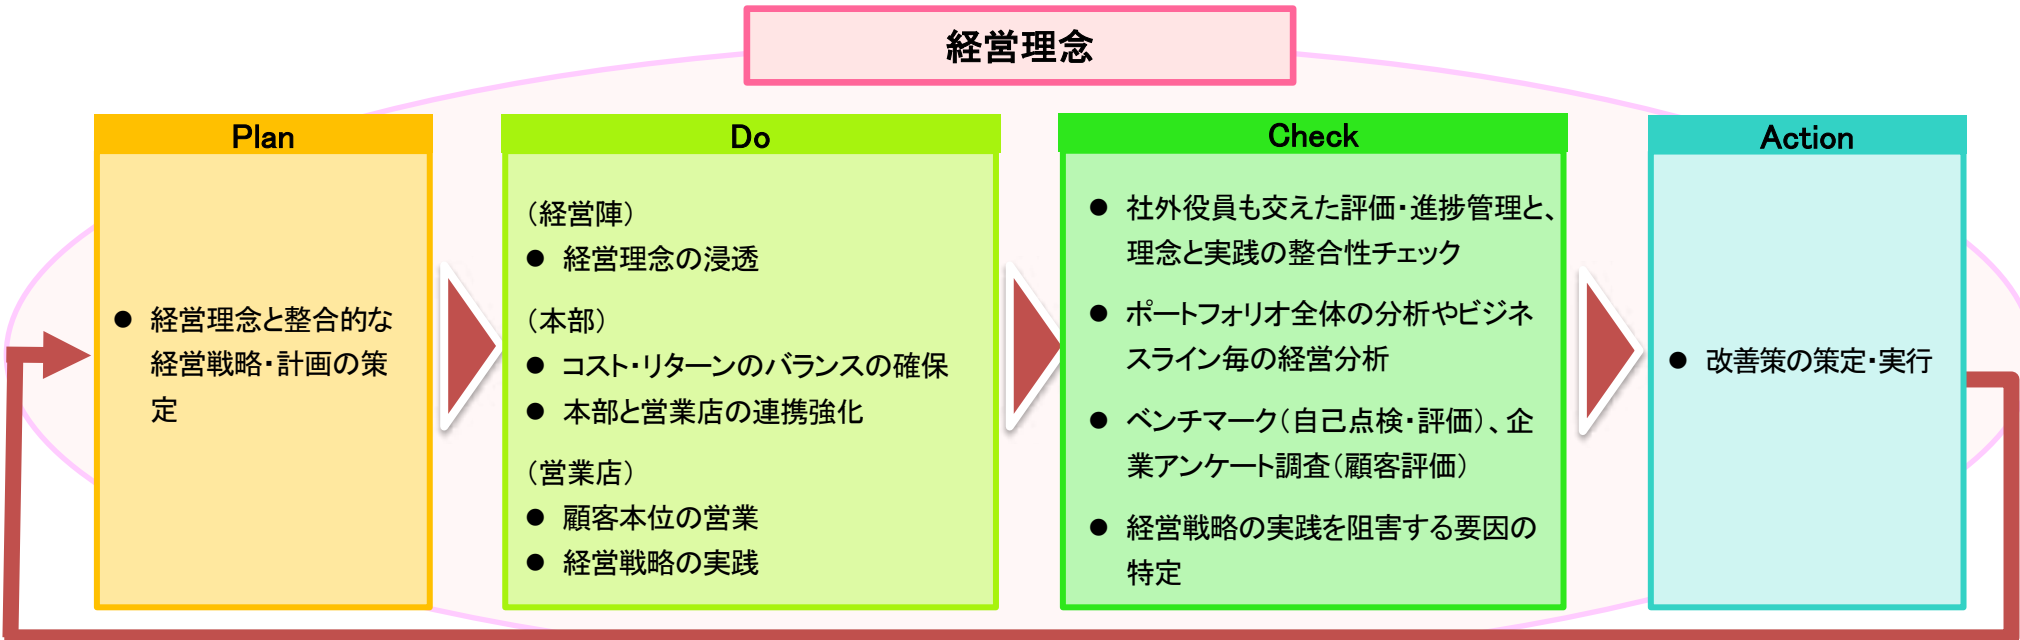 経営理念
Plan
● 経営理念と整合的な
経営戦略・計画の策
定
Do
（経営陣）
● 経営理念の浸透
（本部）
● コスト・リターンのバランスの確保
● 本部と営業店の連携強化
（営業店）
● 顧客本位の営業
● 経営戦略の実践
Check
● 社外役員も交えた評価・進捗管理と、
理念と実践の整合性チェック
● ポートフォリオ全体の分析やビジネ
スライン毎の経営分析
● ベンチマーク（自己点検・評価）、企
業アンケート調査（顧客評価）
● 経営戦略の実践を阻害する要因の
特定
Action
● 改善策の策定・実行